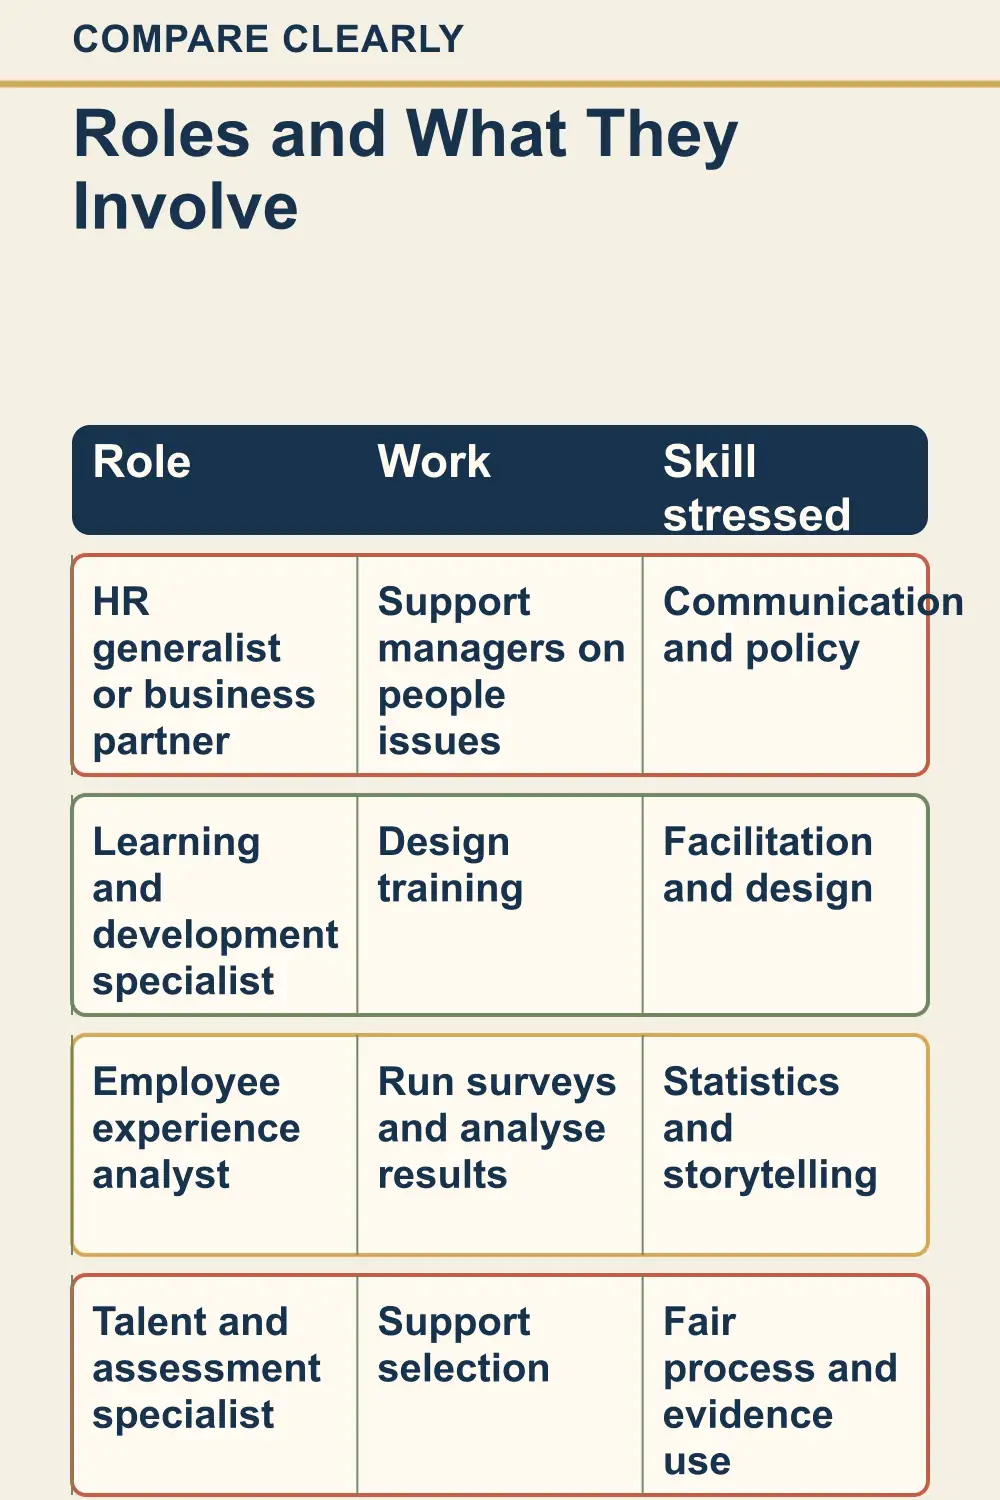 COMPARE CLEARLY
Roles and What They
Involve
Role
Work
Skill
stressed
HR
generalist
or business
partner
Support
managers on
people
issues
Communication
and policy
Learning
and
development
specialist
Design
training
Facilitation
and design
Employee
experience
analyst
Run surveys
and analyse
results
Statistics
and
storytelling
Talent and
assessment
specialist
Support
selection
Fair
process and
evidence
use